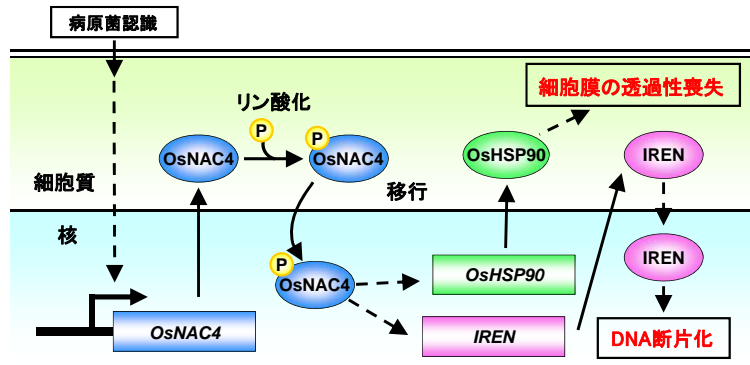 病原菌認識
細胞膜の透過性喪失
リン酸化
P
P
OsNAC4
OsNAC4
OsHSP90
IREN
細胞質
移行
核
IREN
P
OsNAC4
OsHSP90
OsNAC4
IREN
DNA断片化